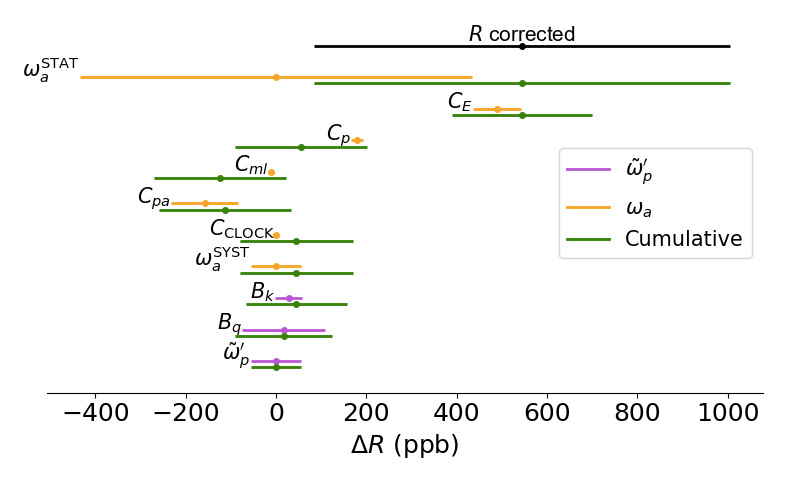 R corrected
ω_a^STAT
C_E
C_p
C_ml
C_pa
C_CLOCK
ω_a^SYST
B_k
B_q
ω̃′_p
ω̃′_p
ω_a
Cumulative
−400 −200 0 200 400 600 800 1000
ΔR (ppb)